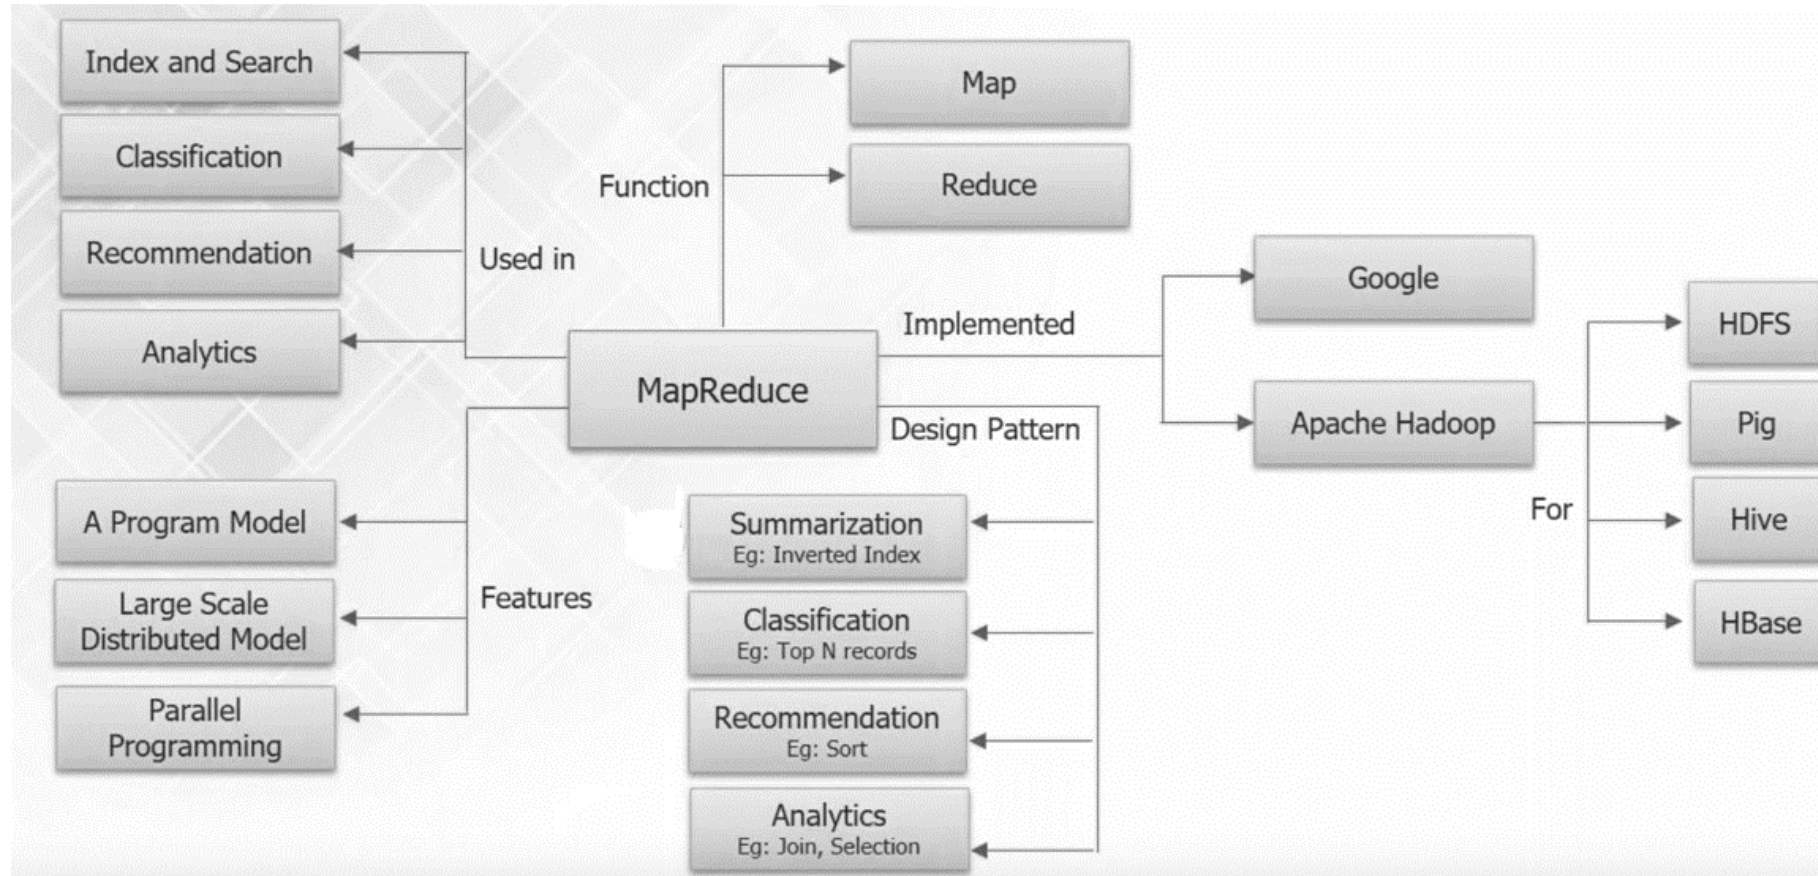 Index and Search
Classification
Recommendation
Analytics
Used in
Function
Map
Reduce
MapReduce
Implemented
Google
Apache Hadoop
For
HDFS
Pig
Hive
HBase
Design Pattern
Summarization
Eg: Inverted Index
Classification
Eg: Top N records
Recommendation
Eg: Sort
Analytics
Eg: Join, Selection
Features
A Program Model
Large Scale
Distributed Model
Parallel
Programming